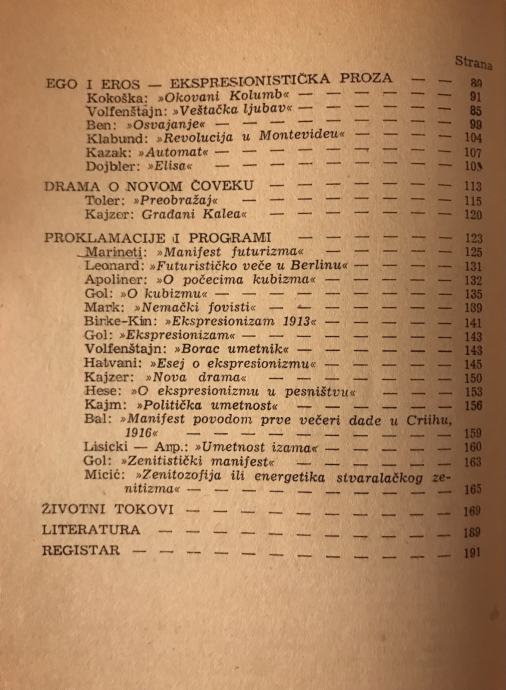 Strana
EGO I EROS — EKSPRESIONISTIČKA PROZA — — 89
Kokoška: »Okovani Kolumb« — — — — — — 91
Volfenštajn: »Veštačka ljubav« — — — — — 85
Ben: »Osvajanje« — — — — — — — — 99
Klabund: »Revolucija u Montevideu« — — — — 104
Kazak: »Automat« — — — — — — — — 107
Dojbler: »Elisa« — — — — — — — —
DRAMA O NOVOM ČOVEKU — — — — — — 113
Toler: »Preobražaj« — — — — — — — 115
Kajzer: Građani Kalea« — — — — — — 120
PROKLAMACIJE I PROGRAMI — — — — — 123
Marineti: »Manifest futurizma« — — — — — 125
Leonard: »Futurističko veče u Berlinu« — — — — 131
Apoliner: »O počecima kubizma« — — — — — 132
Gol: »O kubizmu« — — — — — — — — 135
Mark: »Nemački fovisti« — — — — — — 139
Birke-Kin: »Ekspresionizam 1913« — — — — — 141
Gol: »Ekspresionizam« — — — — — — — 143
Volfenštajn: »Borac umetnik« — — — — — 143
Hatvani: »Esej o ekspresionizmu« — — — — — 145
Kajzer: »Nova drama« — — — — — — — 150
Hese: »O ekspresionizmu u pesništvu« — — — — 153
Kajm: »Politička umetnost« — — — — — — 156
Bal: »Manifest povodom prve večeri dade u Criihu,
1916« — — — — — — — — 159
Lisicki — Anp.: »Umetnost izama« — — — — 160
Gol: »Zenitistički manifest« — — — — — — 163
Micić: »Zenitozofija ili energetika stvaralačkog ze-
nitizma« — — — — — — — — 165
ŽIVOTNI TOKOVI — — — — — — — — 169
LITERATURA — — — — — — — — — 189
REGISTAR — — — — — — — — — — 191